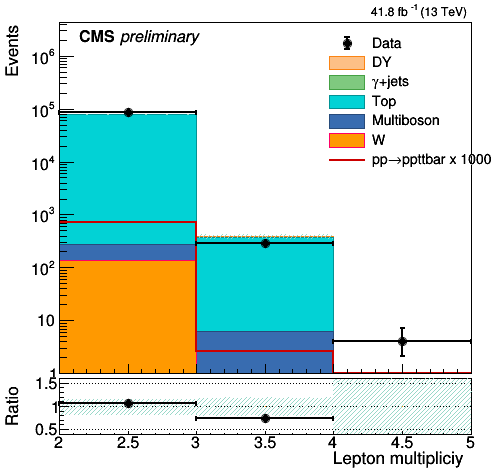 41.8 fb⁻¹ (13 TeV)
CMS preliminary
Events
Data
DY
γ+jets
Top
Multiboson
W
pp→ppttbar x 1000
10⁶
10⁵
10⁴
10³
10²
10
1
Ratio
1.5
1
0.5
2 2.5 3 3.5 4 4.5 5
Lepton multipliciy